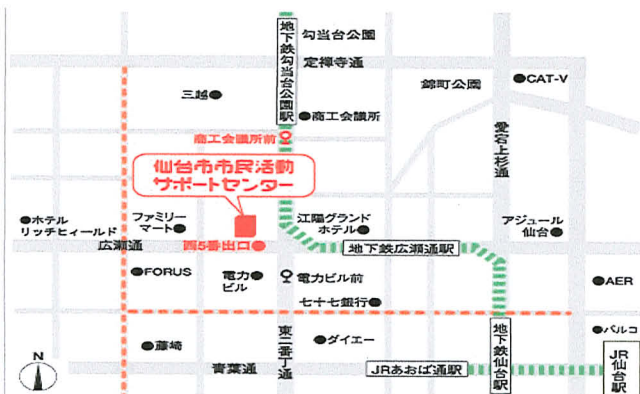 勾当台公園
地下鉄勾当台公園駅
定禅寺通
三越
錦町公園
CAT-V
商工会議所
商工会議所前
愛宕上杉通
仙台市市民活動
サポートセンター
ホテル
リッチフィールド
ファミリー
マート
江陽グランド
ホテル
アジュール
仙台
広瀬通
西5番出口
地下鉄広瀬通駅
FORUS
電力
ビル
電力ビル前
AER
七十七銀行
東二番丁通
地下鉄仙台駅
パルコ
藤崎
ダイエー
N
青葉通
JRあおば通駅
JR
仙台駅